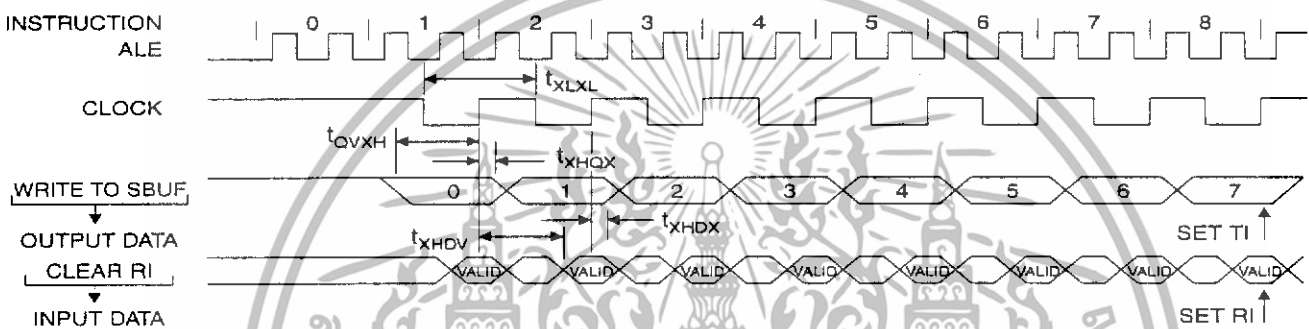 INSTRUCTION 0 1 2 3 4 5 6 7 8
ALE
tXLXL
CLOCK
tQVXH
tXHQX
WRITE TO SBUF 0 1 2 3 4 5 6 7
tXHDX
OUTPUT DATA
tXHDV
SET TI
CLEAR RI VALID VALID VALID VALID VALID VALID VALID VALID
INPUT DATA
SET RI